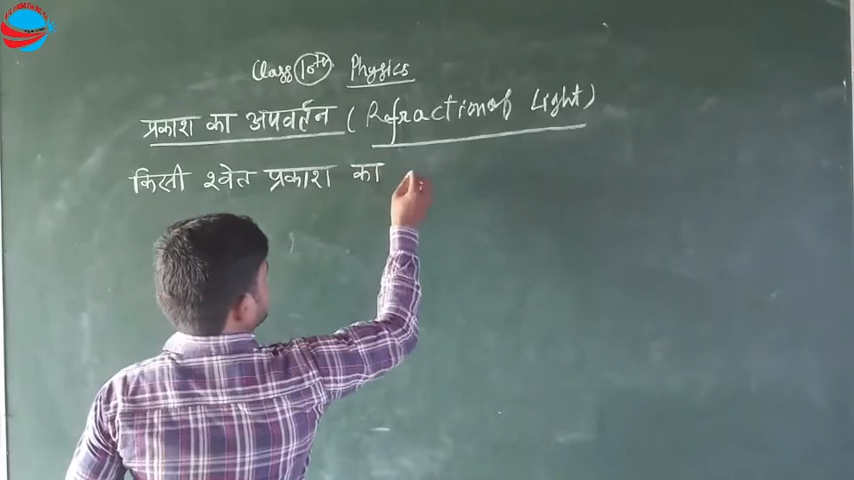 Class 10th Physics
प्रकाश का अपवर्तन (Refraction of Light)
किसी श्वेत प्रकाश का